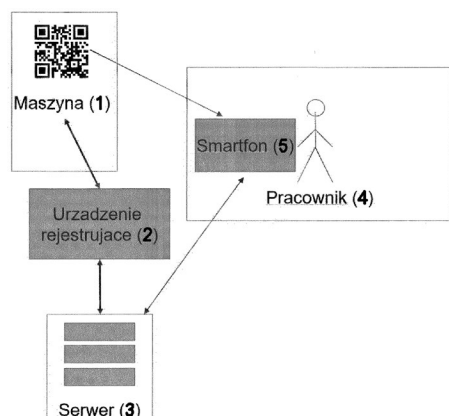 Maszyna (1)
Smartfon (5)
Pracownik (4)
Urzadzenie
rejestrujace (2)
Serwer (3)